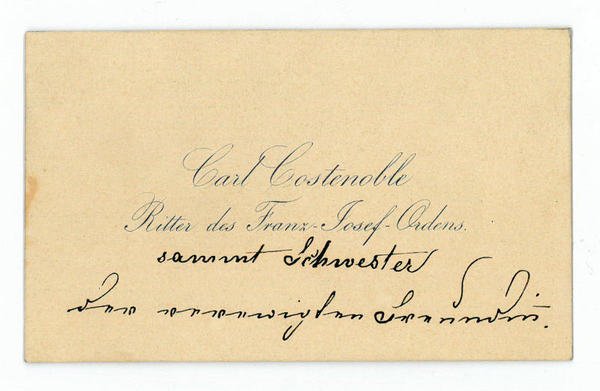 Carl Costenoble
Ritter des Franz-Josef-Ordens.
sammt Schwester
der verewigten Freundin.